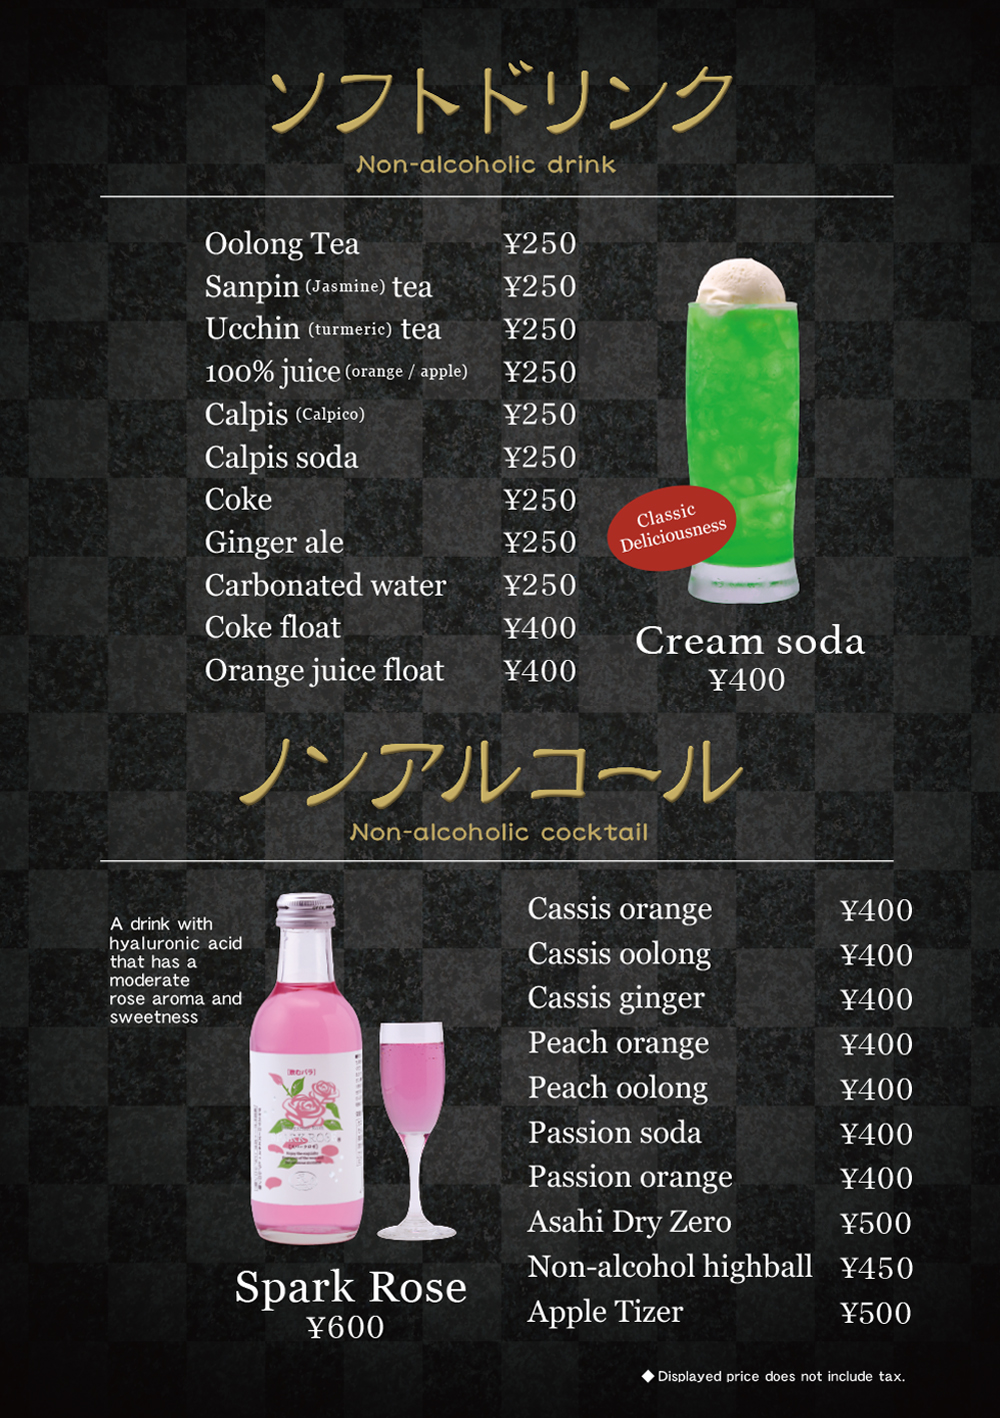 ソフトドリンク
Non-alcoholic drink
Oolong Tea ¥250
Sanpin (Jasmine) tea ¥250
Ucchin (turmeric) tea ¥250
100% juice (orange / apple) ¥250
Calpis (Calpico) ¥250
Calpis soda ¥250
Coke ¥250
Ginger ale ¥250
Carbonated water ¥250
Coke float ¥400
Orange juice float ¥400
Classic
Deliciousness
Cream soda
¥400
ノンアルコール
Non-alcoholic cocktail
A drink with
hyaluronic acid
that has a
moderate
rose aroma and
sweetness
Spark Rose
¥600
Cassis orange ¥400
Cassis oolong ¥400
Cassis ginger ¥400
Peach orange ¥400
Peach oolong ¥400
Passion soda ¥400
Passion orange ¥400
Asahi Dry Zero ¥500
Non-alcohol highball ¥450
Apple Tizer ¥500
◆Displayed price does not include tax.